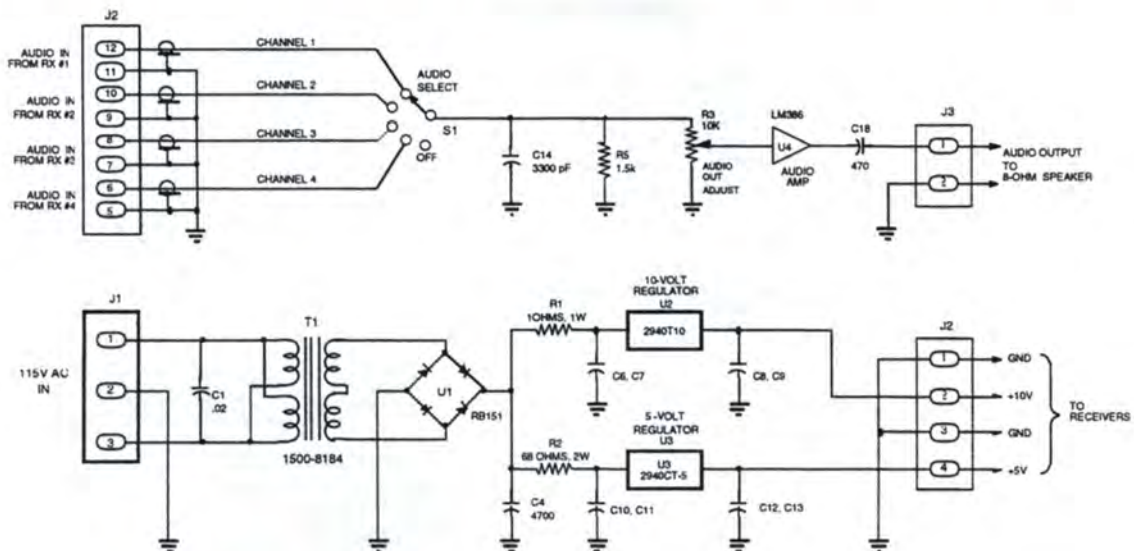 J2
AUDIO IN
FROM RX #1
12
11
AUDIO IN
FROM RX #2
10
9
AUDIO IN
FROM RX #2
8
7
AUDIO IN
FROM RX #4
6
5
CHANNEL 1
CHANNEL 2
CHANNEL 3
CHANNEL 4
AUDIO
SELECT
S1
OFF
C14
3300 pF
R5
1.5k
R3
10K
AUDIO
OUT
ADJUST
LM386
U4
AUDIO
AMP
C18
470
J3
1
2
AUDIO OUTPUT
TO
8-OHM SPEAKER
J1
115V AC
IN
1
2
3
C1
.02
T1
1500-8184
U1
RB151
R1
1OHMS, 1W
C6, C7
10-VOLT
REGULATOR
U2
2940T10
C8, C9
R2
68 OHMS, 2W
C4
4700
C10, C11
5-VOLT
REGULATOR
U3
U3
2940CT-5
C12, C13
J2
1
2
3
4
GND
+10V
GND
+5V
TO
RECEIVERS